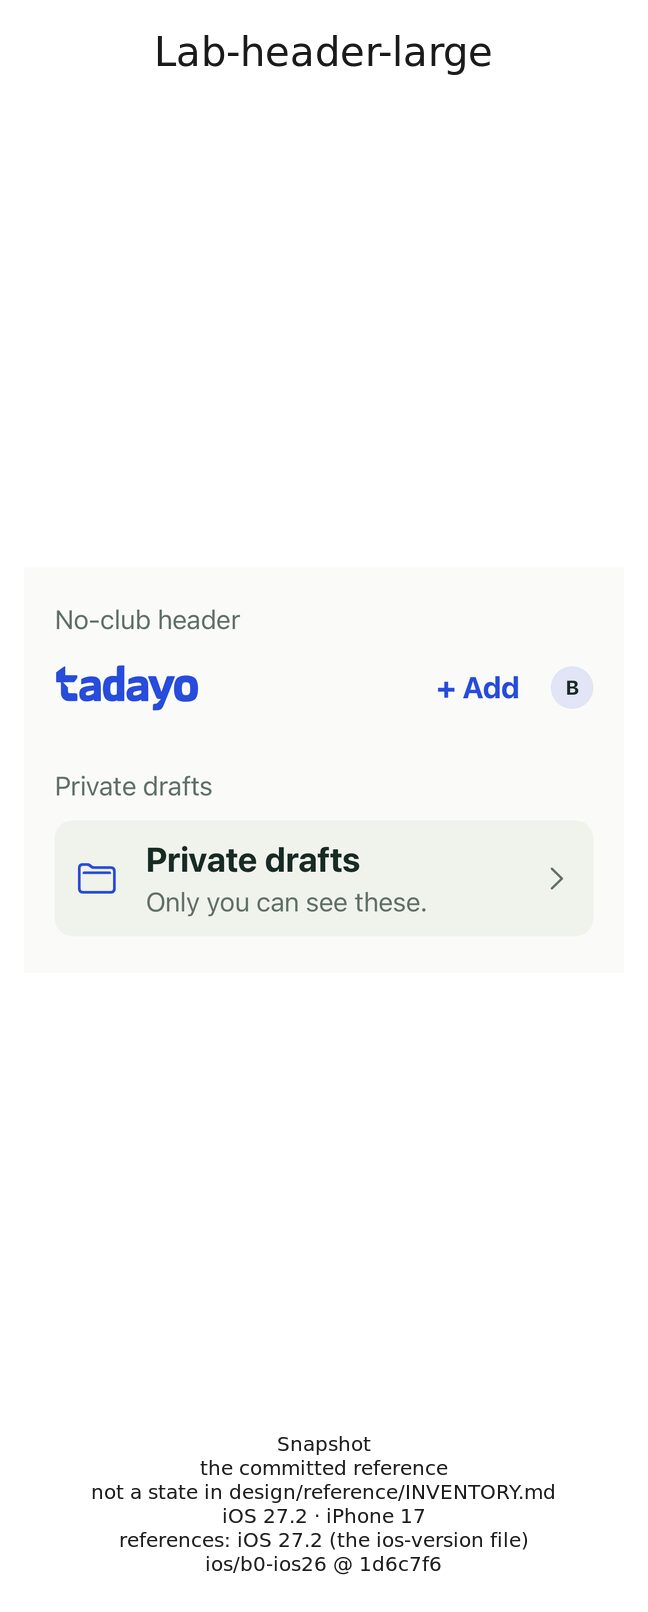 Lab-header-large
No-club header
tadayo
+ Add
B
Private drafts
Private drafts
Only you can see these.
Snapshot
the committed reference
not a state in design/reference/INVENTORY.md
iOS 27.2 · iPhone 17
references: iOS 27.2 (the ios-version file)
ios/b0-ios26 @ 1d6c7f6